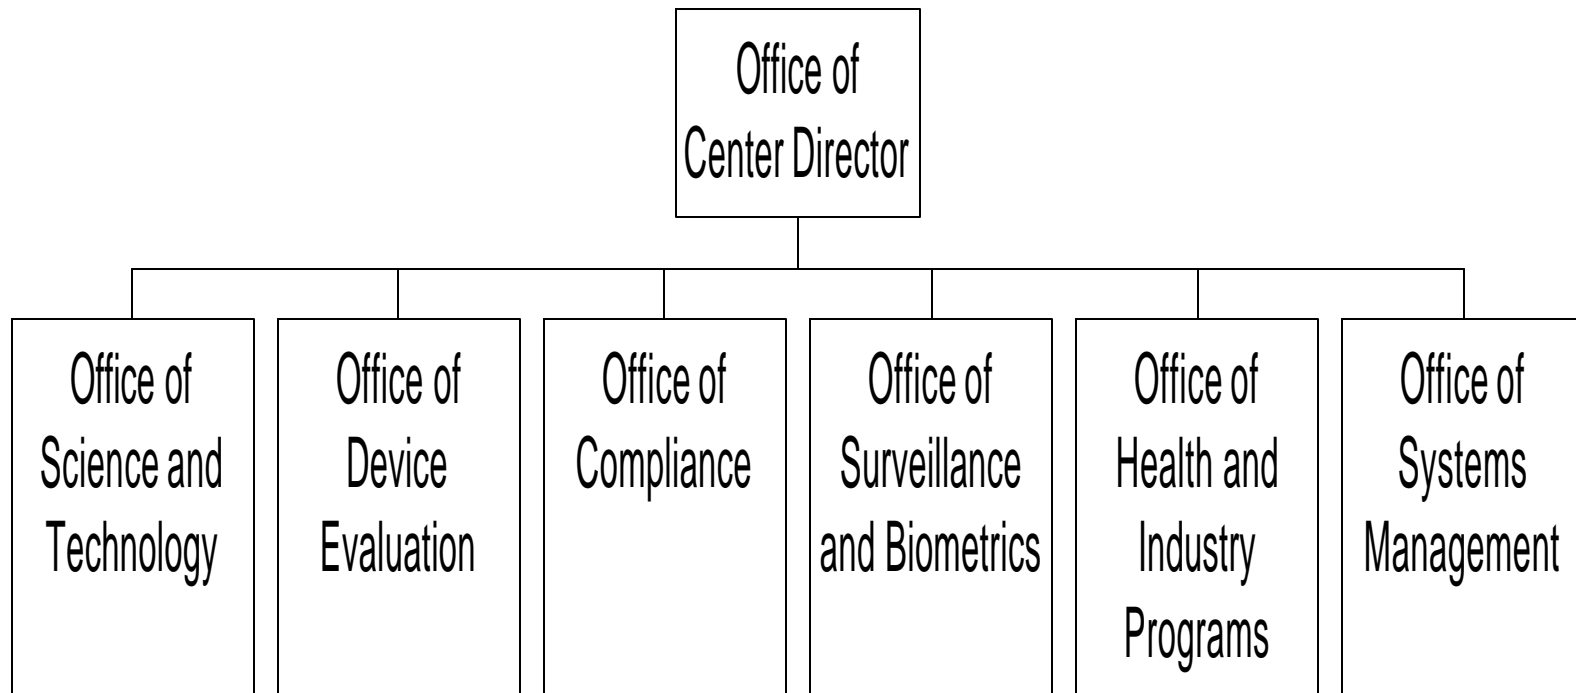 Office of
Center Director
Office of
Science and
Technology
Office of
Device
Evaluation
Office of
Compliance
Office of
Surveillance
and Biometrics
Office of
Health and
Industry
Programs
Office of
Systems
Management